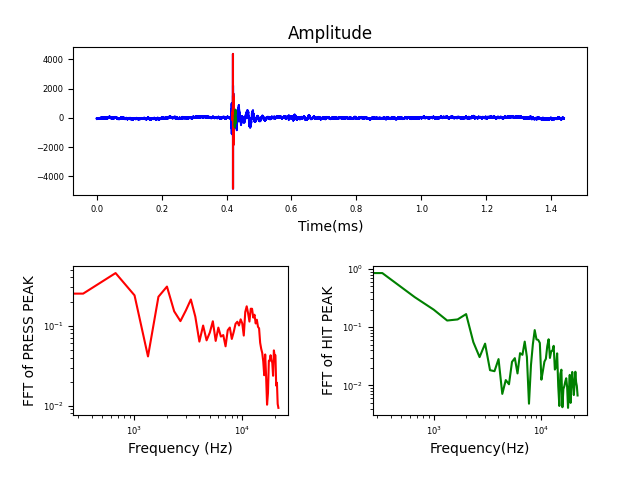 Amplitude
4000
2000
0
−2000
−4000
0.0 0.2 0.4 0.6 0.8 1.0 1.2 1.4
Time(ms)
FFT of PRESS PEAK
10⁻¹
10⁻²
10³ 10⁴
Frequency (Hz)
FFT of HIT PEAK
10⁰
10⁻¹
10⁻²
10³ 10⁴
Frequency(Hz)